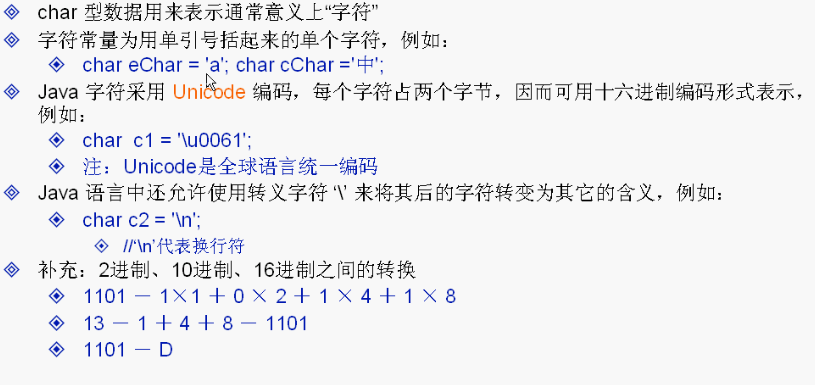 char 型数据用来表示通常意义上“字符”
字符常量为用单引号括起来的单个字符，例如：
char eChar = 'a'; char cChar ='中';
Java 字符采用 Unicode 编码，每个字符占两个字节，因而可用十六进制编码形式表示，
例如：
char c1 = '\u0061';
注：Unicode是全球语言统一编码
Java 语言中还允许使用转义字符 ‘\’ 来将其后的字符转变为其它的含义，例如：
char c2 = '\n';
//‘\n’代表换行符
补充：2进制、10进制、16进制之间的转换
1101 － 1×1 ＋ 0 × 2 ＋ 1 × 4 ＋ 1 × 8
13 － 1 ＋ 4 ＋ 8 － 1101
1101 － D